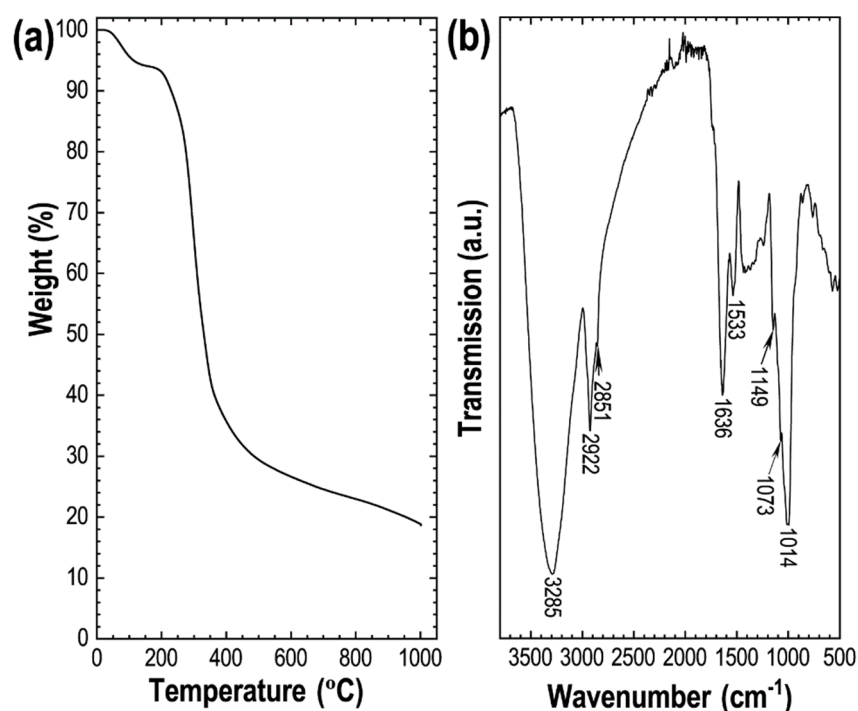 (a)
100
90
80
70
60
50
40
30
20
10
0
Weight (%)
0 200 400 600 800 1000
Temperature (ºC)
(b)
Transmission (a.u.)
3285
2922
2851
1636
1533
1149
1073
1014
3500 3000 2500 2000 1500 1000 500
Wavenumber (cm⁻¹)